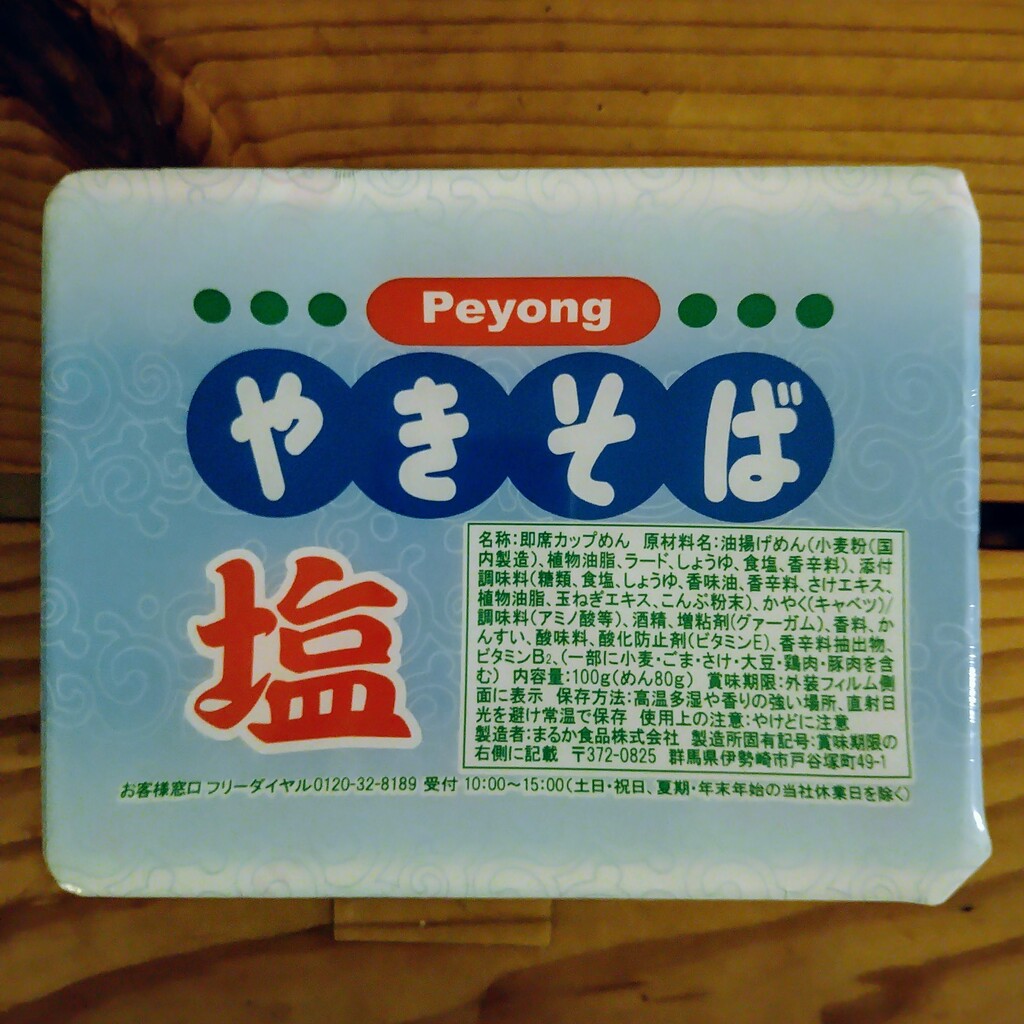 Peyong
やきそば
塩
名称:即席カップめん 原材料名:油揚げめん(小麦粉(国
内製造)、植物油脂、ラード、しょうゆ、食塩、香辛料)、添付
調味料(糖類、食塩、しょうゆ、香味油、香辛料、さけエキス、
植物油脂、玉ねぎエキス、こんぶ粉末)、かやく(キャベツ)/
調味料(アミノ酸等)、酒精、増粘剤(グァーガム)、香料、か
んすい、酸味料、酸化防止剤(ビタミンE)、香辛料抽出物、
ビタミンB₂、(一部に小麦・ごま・さけ・大豆・鶏肉・豚肉を含
む) 内容量:100g(めん80g) 賞味期限:外装フィルム側
面に表示 保存方法:高温多湿や香りの強い場所、直射日
光を避け常温で保存 使用上の注意:やけどに注意
製造者:まるか食品株式会社 製造所固有記号:賞味期限の
右側に記載 〒372-0825 群馬県伊勢崎市戸谷塚町49-1
お客様窓口 フリーダイヤル0120-32-8189 受付 10:00～15:00(土日・祝日、夏期・年末年始の当社休業日を除く)